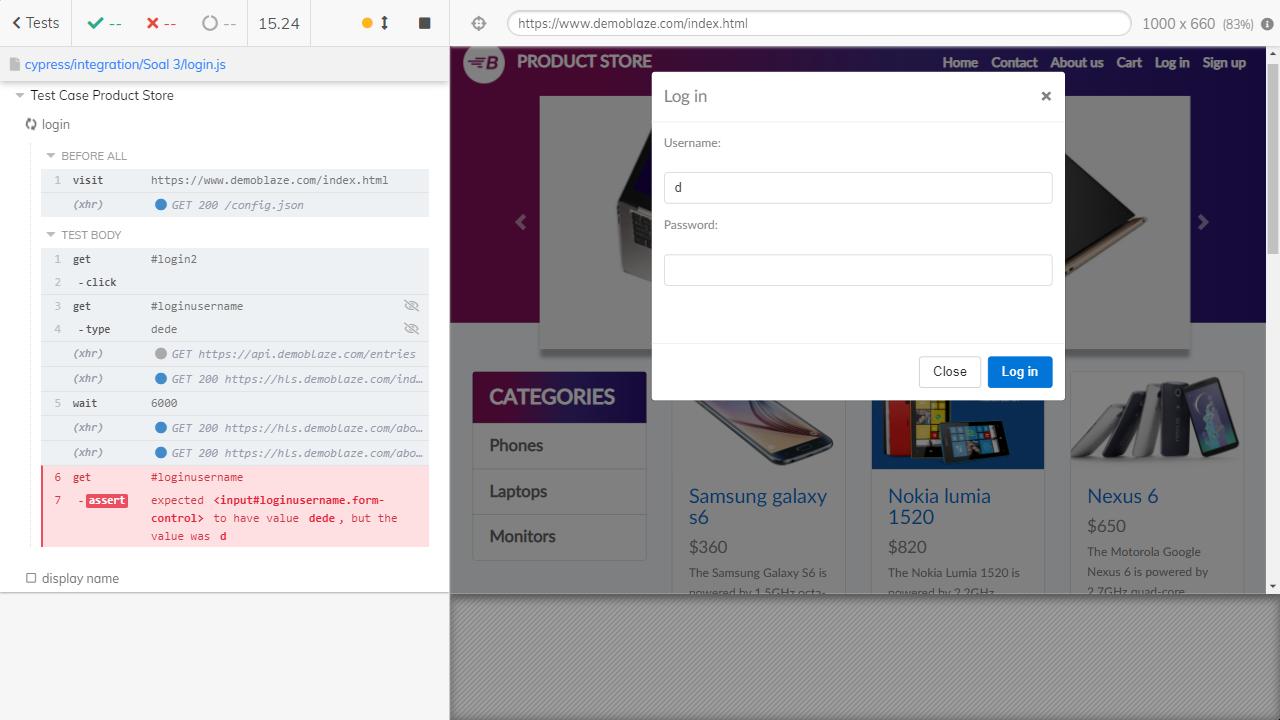 Tests
--
--
--
15.24
https://www.demoblaze.com/index.html
1000 x 660 (83%)
cypress/integration/Soal 3/login.js
Test Case Product Store
login
BEFORE ALL
1 visit https://www.demoblaze.com/index.html
(xhr) GET 200 /config.json
TEST BODY
1 get #login2
2 -click
3 get #loginusername
4 -type dede
(xhr) GET https://api.demoblaze.com/entries
(xhr) GET 200 https://hls.demoblaze.com/ind...
5 wait 6000
(xhr) GET 200 https://hls.demoblaze.com/abo...
(xhr) GET 200 https://hls.demoblaze.com/abo...
6 get #loginusername
7 -assert expected <input#loginusername.form-
control> to have value dede, but the
value was d
display name
B PRODUCT STORE
Home Contact About us Cart Log in Sign up
Log in
×
Username:
d
Password:
Close Log in
CATEGORIES
Phones
Laptops
Monitors
Samsung galaxy
s6
$360
The Samsung Galaxy S6 is
powered by 1.5GHz octa-
Nokia lumia
1520
$820
The Nokia Lumia 1520 is
powered by 2.2GHz
Nexus 6
$650
The Motorola Google
Nexus 6 is powered by
2.7GHz quad-core